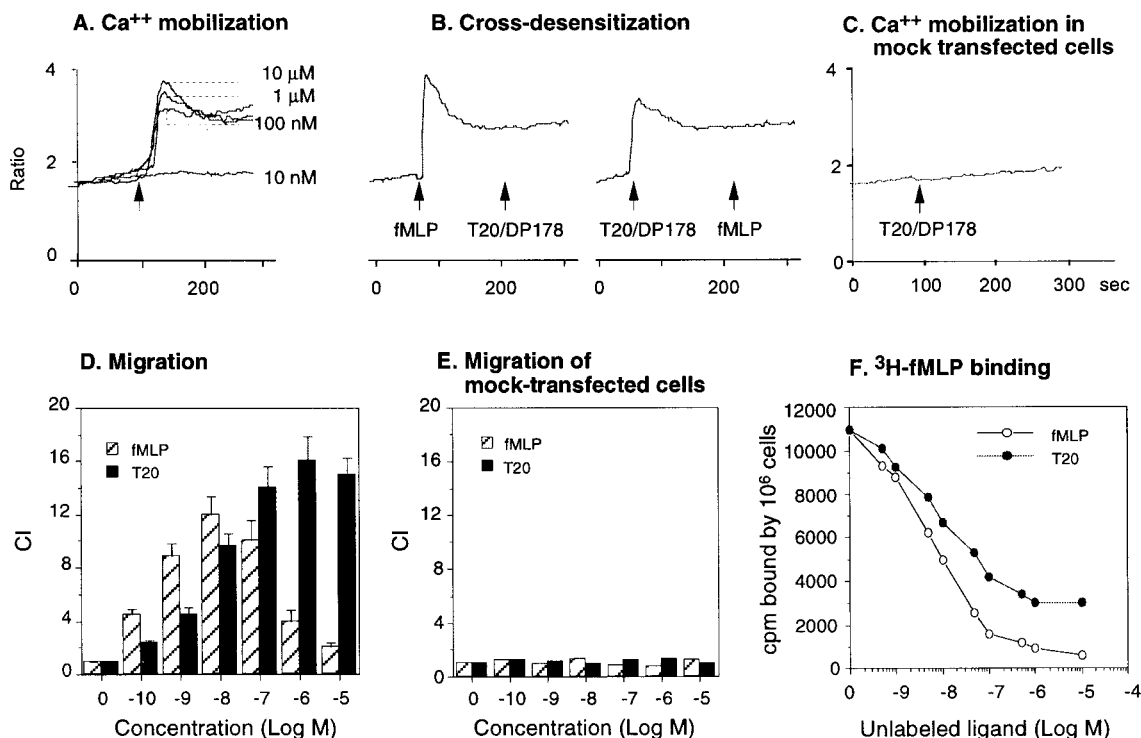 A. Ca++ mobilization
4
2
0
Ratio
10 µM
1 µM
100 nM
10 nM
0
200
B. Cross-desensitization
fMLP
T20/DP178
T20/DP178
fMLP
0
200
0
200
C. Ca++ mobilization in
mock transfected cells
4
2
0
T20/DP178
0 100 200 300 sec
D. Migration
20
16
12
8
4
0
CI
fMLP
T20
0 -10 -9 -8 -7 -6 -5
Concentration (Log M)
E. Migration of
mock-transfected cells
20
16
12
8
4
0
CI
fMLP
T20
0 -10 -9 -8 -7 -6 -5
Concentration (Log M)
F. ³H-fMLP binding
12000
11000
10000
8000
6000
4000
2000
0
cpm bound by 10⁶ cells
fMLP
T20
0 -9 -8 -7 -6 -5 -4
Unlabeled ligand (Log M)